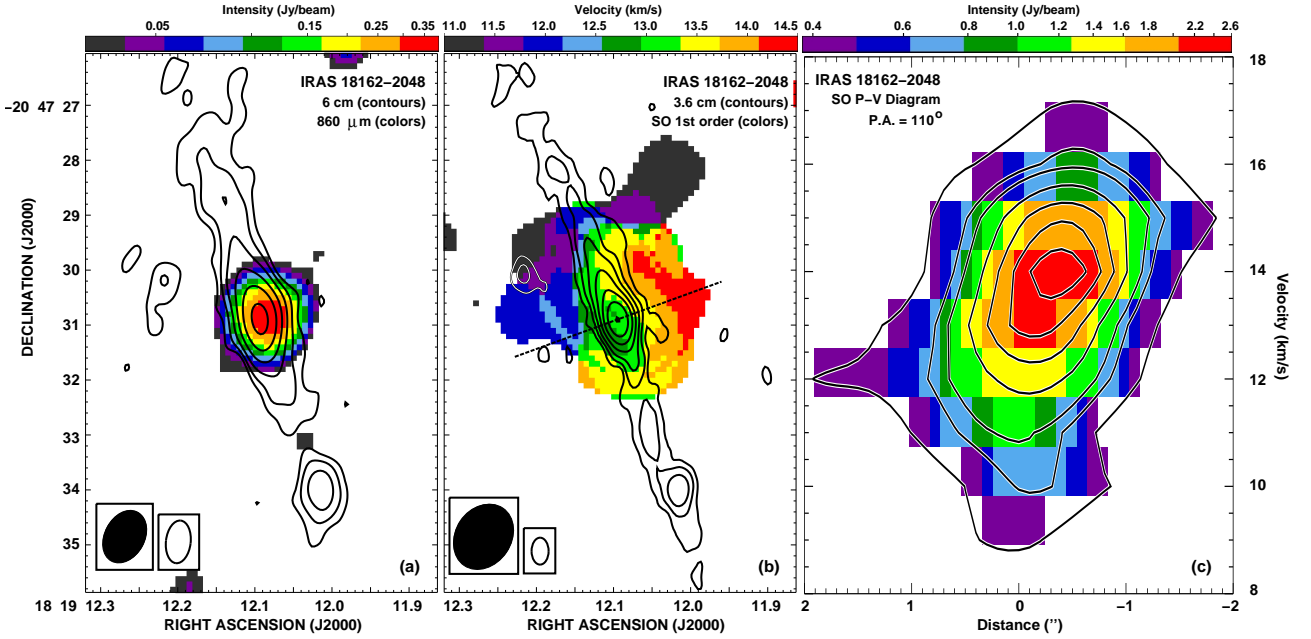 Intensity (Jy/beam)
0.05 0.15 0.25 0.35
IRAS 18162−2048
6 cm (contours)
860 μm (colors)
−20 47 27
28
29
30
31
32
33
34
35
DECLINATION (J2000)
(a)
18 19 12.3 12.2 12.1 12.0 11.9
RIGHT ASCENSION (J2000)
Velocity (km/s)
11.0 11.5 12.0 12.5 13.0 13.5 14.0 14.5
IRAS 18162−2048
3.6 cm (contours)
SO 1st order (colors)
(b)
12.3 12.2 12.1 12.0 11.9
RIGHT ASCENSION (J2000)
Intensity (Jy/beam)
0.4 0.6 0.8 1.0 1.2 1.4 1.8 2.2 2.6
IRAS 18162−2048
SO P−V Diagram
P.A. = 110°
18
16
14
12
10
8
Velocity (km/s)
(c)
2 1 0 −1 −2
Distance (’’)